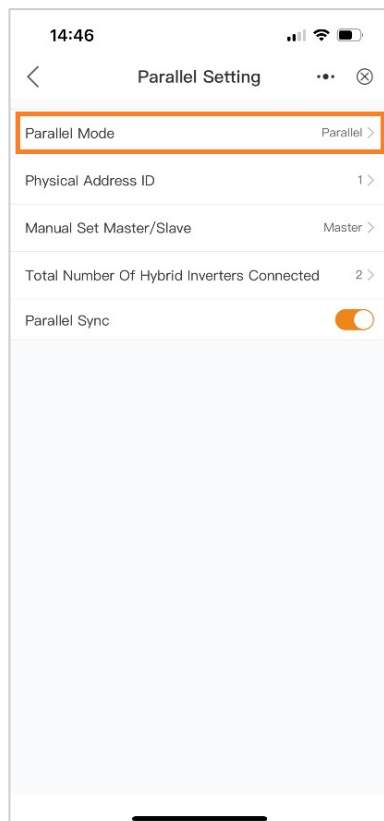 14:46
Parallel Setting
Parallel Mode Parallel
Physical Address ID 1
Manual Set Master/Slave Master
Total Number Of Hybrid Inverters Connected 2
Parallel Sync